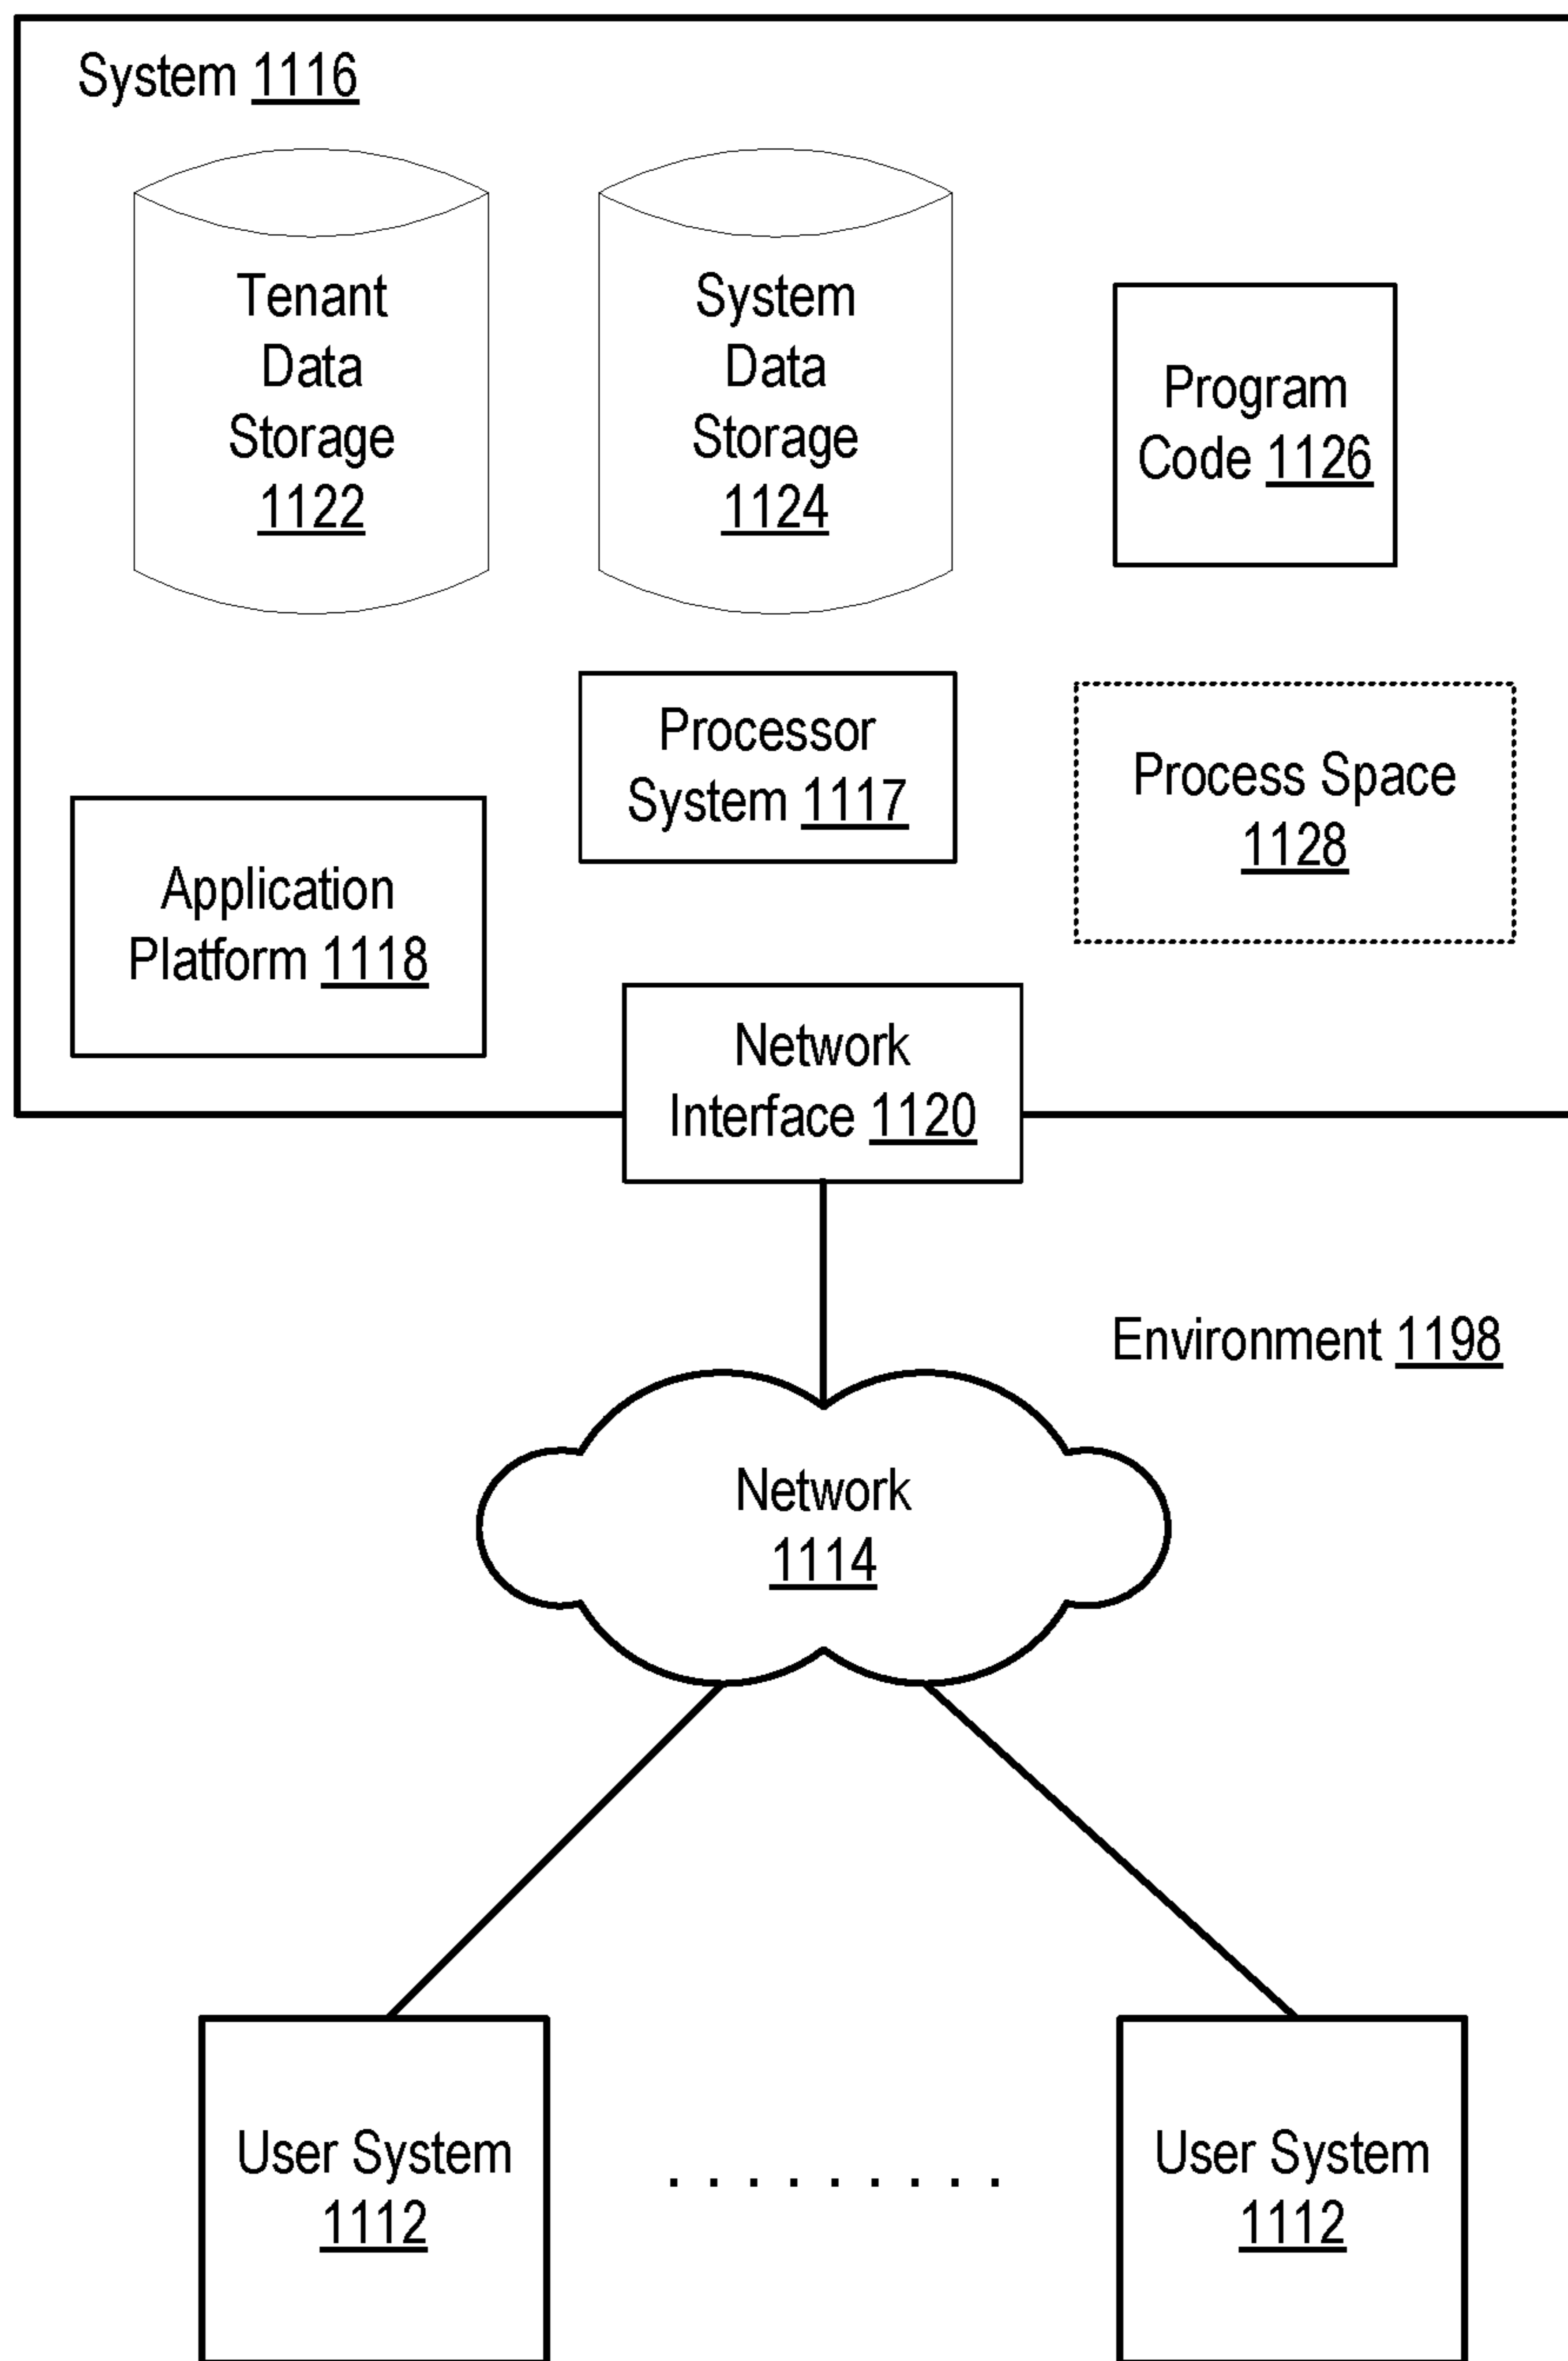 System 1116
Tenant
Data
Storage
1122
System
Data
Storage
1124
Program
Code 1126
Processor
System 1117
Process Space
1128
Application
Platform 1118
Network
Interface 1120
Environment 1198
Network
1114
User System
1112
. . . . . . . . .
User System
1112